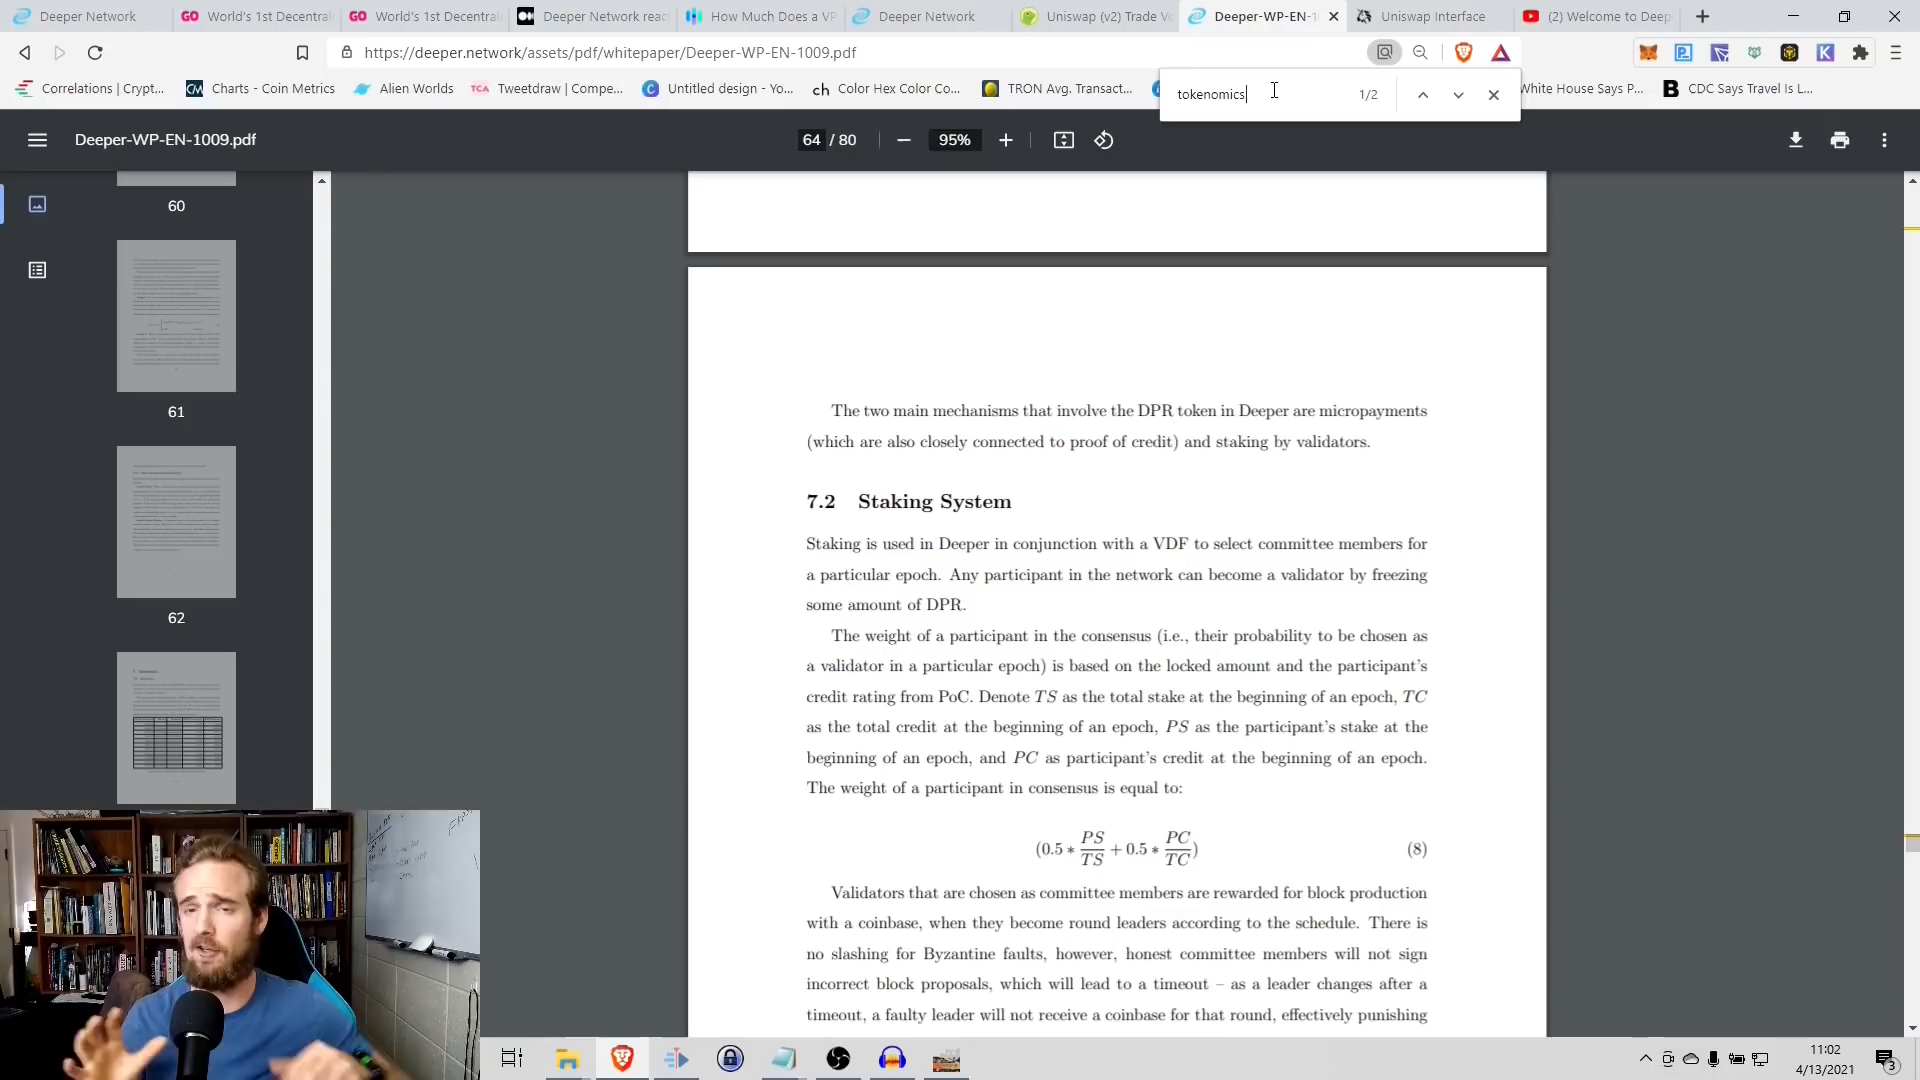 Deeper Network
World's 1st Decentral
World's 1st Decentral
Deeper Network reac
How Much Does a VP
Deeper Network
Uniswap (v2) Trade Vo
Deeper-WP-EN-1
Uniswap Interface
(2) Welcome to Deep
https://deeper.network/assets/pdf/whitepaper/Deeper-WP-EN-1009.pdf
Correlations | Crypt...
CM
Charts - Coin Metrics
Alien Worlds
TCA
Tweetdraw | Compe...
Untitled design - Yo...
ch
Color Hex Color Co...
TRON Avg. Transact...
White House Says P...
B
CDC Says Travel Is L...
tokenomics
1/2
Deeper-WP-EN-1009.pdf
64 / 80
95%
60
61
62
The two main mechanisms that involve the DPR token in Deeper are micropayments
(which are also closely connected to proof of credit) and staking by validators.
7.2 Staking System
Staking is used in Deeper in conjunction with a VDF to select committee members for
a particular epoch. Any participant in the network can become a validator by freezing
some amount of DPR.
The weight of a participant in the consensus (i.e., their probability to be chosen as
a validator in a particular epoch) is based on the locked amount and the participant's
credit rating from PoC. Denote TS as the total stake at the beginning of an epoch, TC
as the total credit at the beginning of an epoch, PS as the participant's stake at the
beginning of an epoch, and PC as participant's credit at the beginning of an epoch.
The weight of a participant in consensus is equal to:
(0.5 * PS/TS + 0.5 * PC/TC) (8)
Validators that are chosen as committee members are rewarded for block production
with a coinbase, when they become round leaders according to the schedule. There is
no slashing for Byzantine faults, however, honest committee members will not sign
incorrect block proposals, which will lead to a timeout – as a leader changes after a
timeout, a faulty leader will not receive a coinbase for that round, effectively punishing
11:02
4/13/2021
3